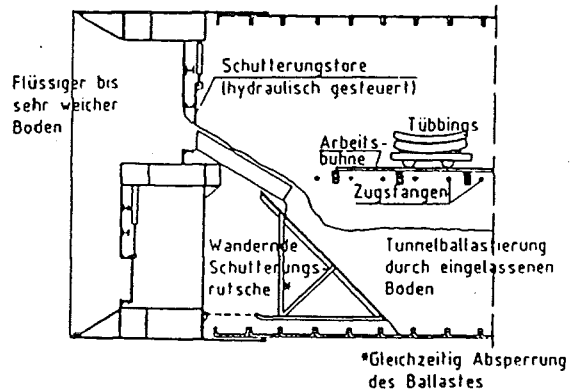 Flüssiger bis
sehr weicher
Boden
Schutterungstore
(hydraulisch gesteuert)
Tübbings
Arbeits-
bühne
Zugstangen
Wandernde
Schutterungs-
rutsche
*
Tunnelballastierung
durch eingelassenen
Boden
*Gleichzeitig Absperrung
des Ballastes